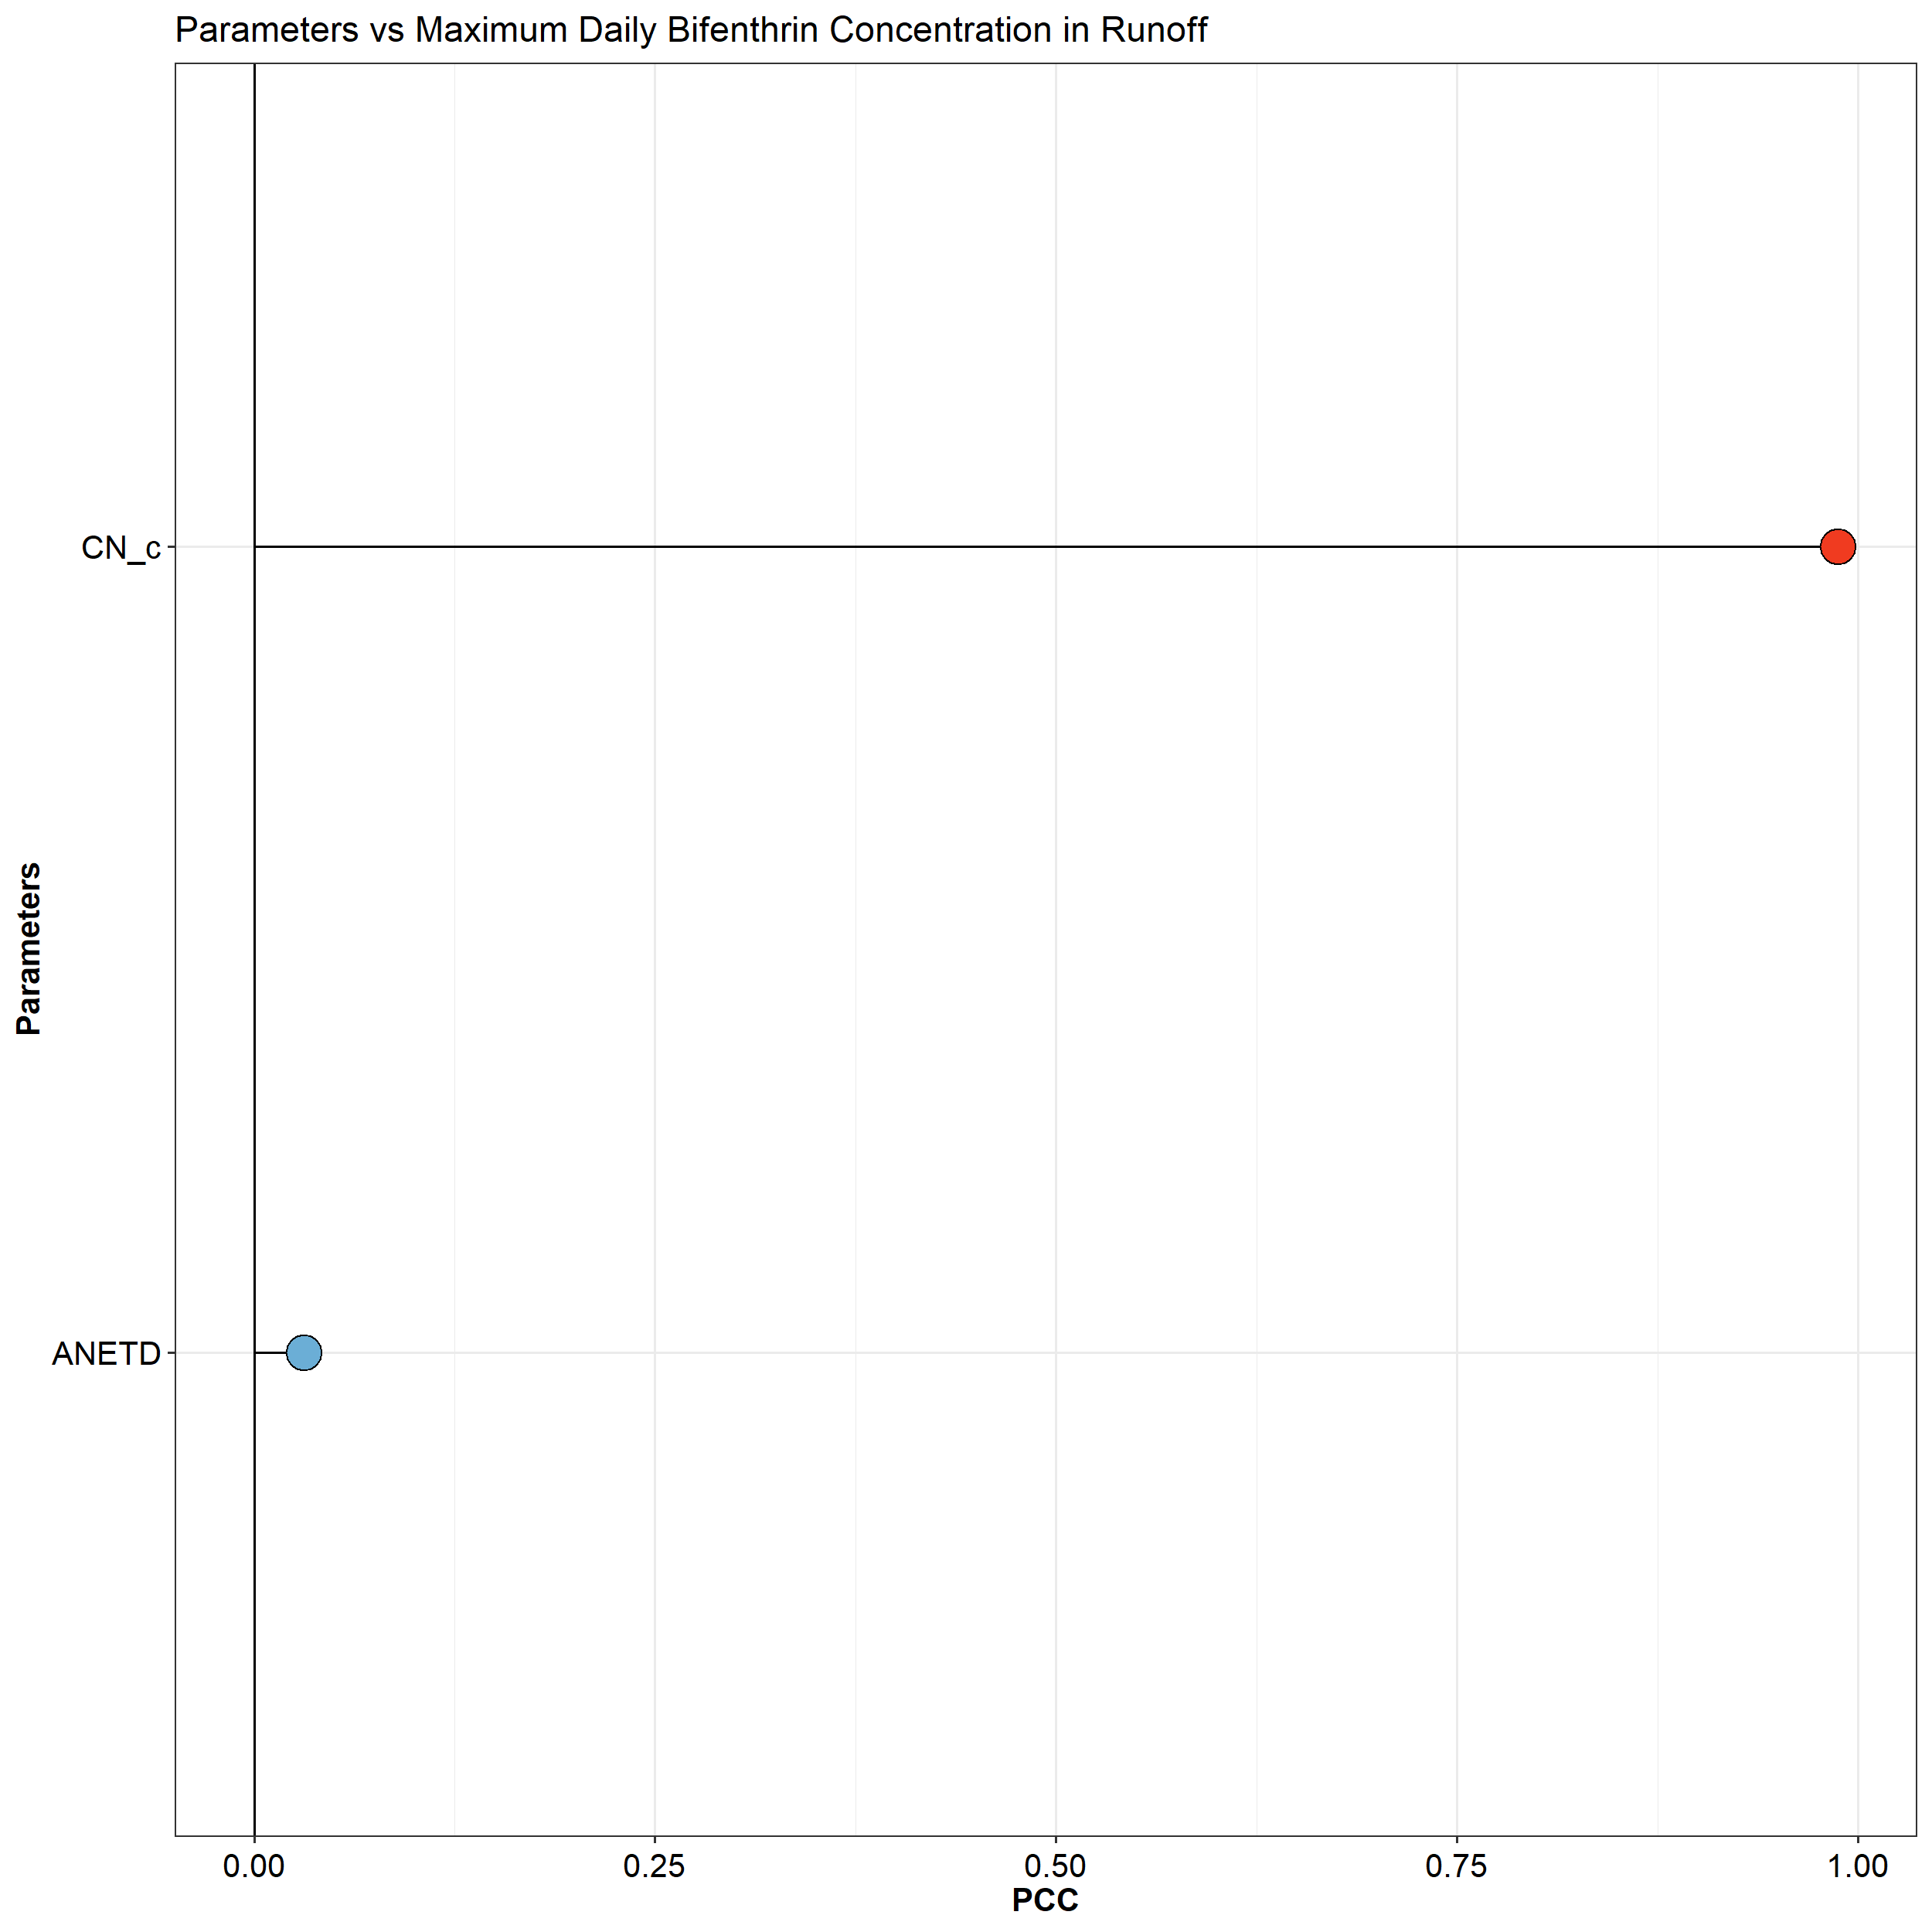 Parameters vs Maximum Daily Bifenthrin Concentration in Runoff
Parameters
CN_c
ANETD
0.00 0.25 0.50 0.75 1.00
PCC